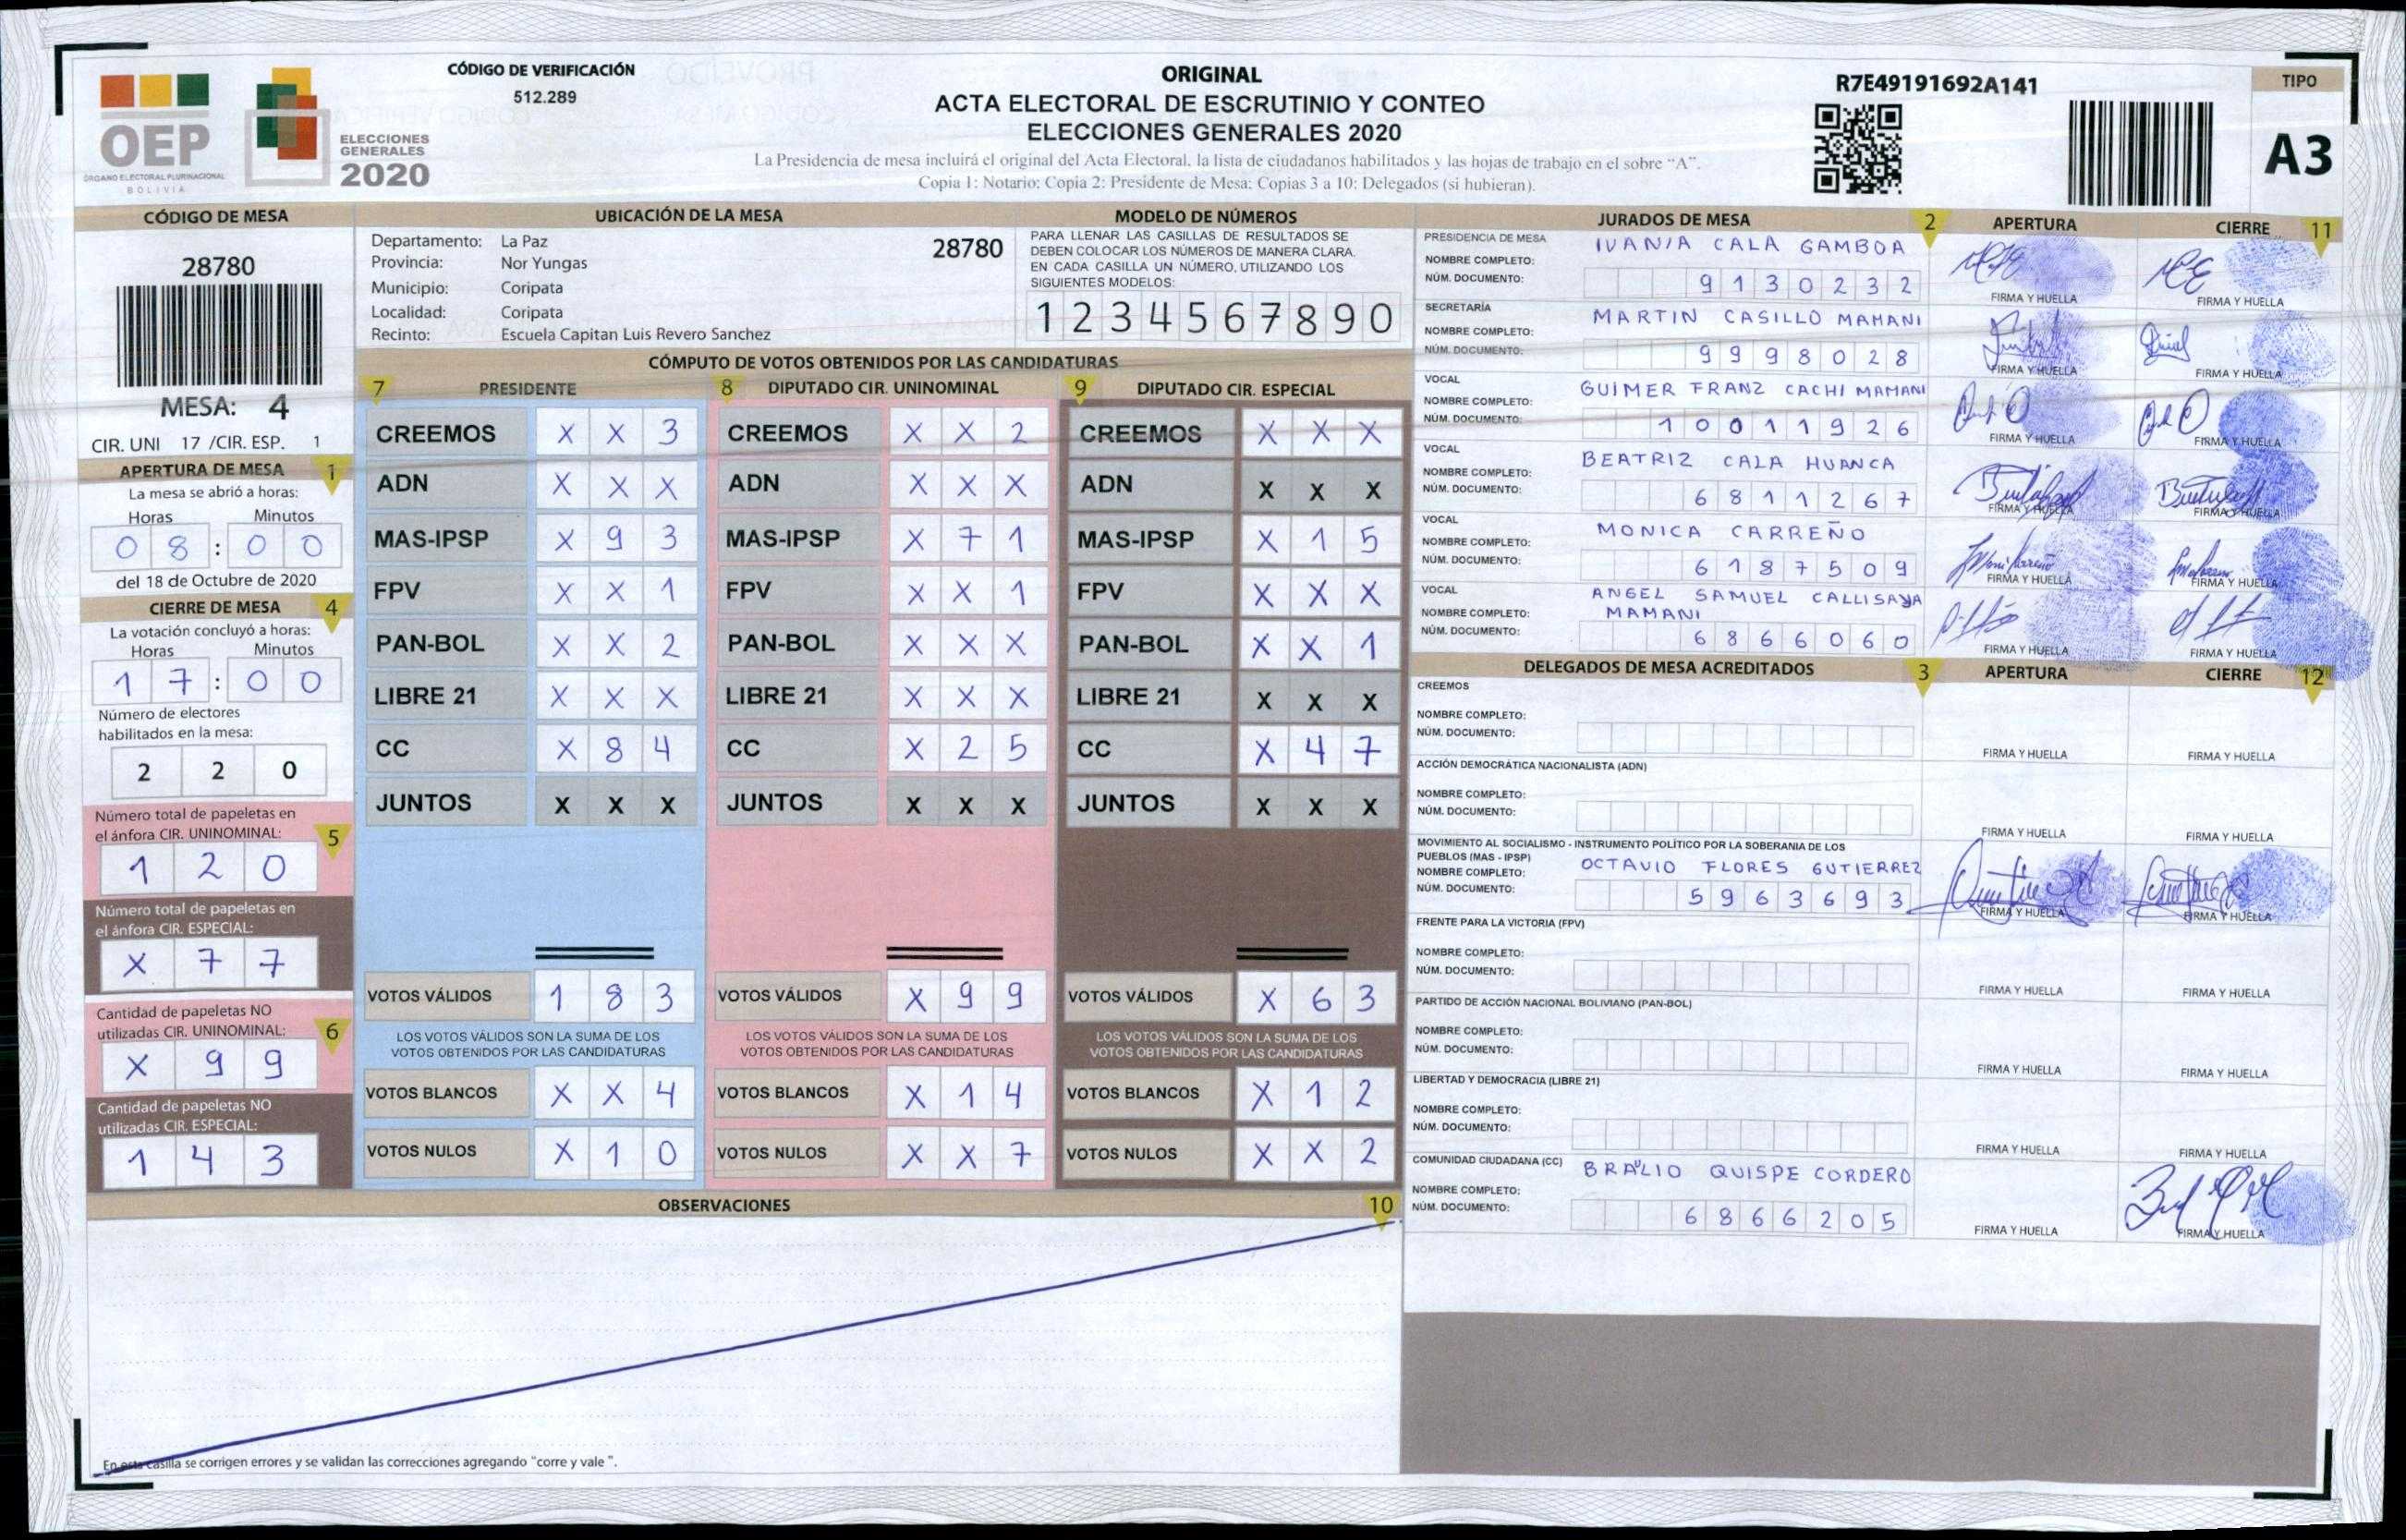 CÓDIGO DE VERIFICACIÓN
512.289
OEP
ÓRGANO ELECTORAL PLURINACIONAL
BOLIVIA
ELECCIONES
GENERALES
2020
ORIGINAL
ACTA ELECTORAL DE ESCRUTINIO Y CONTEO
ELECCIONES GENERALES 2020
La Presidencia de mesa incluirá el original del Acta Electoral, la lista de ciudadanos habilitados y las hojas de trabajo en el sobre "A".
Copia 1: Notario; Copia 2: Presidente de Mesa; Copias 3 a 10: Delegados (si hubieran).
R7E49191692A141
TIPO
A3
CÓDIGO DE MESA
28780
MESA: 4
CIR. UNI 17 /CIR. ESP. 1
APERTURA DE MESA 1
La mesa se abrió a horas:
Horas Minutos
08 : 00
del 18 de Octubre de 2020
CIERRE DE MESA 4
La votación concluyó a horas:
Horas Minutos
17 : 00
Número de electores
habilitados en la mesa:
2 2 0
Número total de papeletas en
el ánfora CIR. UNINOMINAL: 5
1 2 0
Número total de papeletas en
el ánfora CIR. ESPECIAL:
X 7 7
Cantidad de papeletas NO
utilizadas CIR. UNINOMINAL: 6
X 9 9
Cantidad de papeletas NO
utilizadas CIR. ESPECIAL:
1 4 3
UBICACIÓN DE LA MESA
Departamento: La Paz 28780
Provincia: Nor Yungas
Municipio: Coripata
Localidad: Coripata
Recinto: Escuela Capitan Luis Revero Sanchez
MODELO DE NÚMEROS
PARA LLENAR LAS CASILLAS DE RESULTADOS SE
DEBEN COLOCAR LOS NÚMEROS DE MANERA CLARA.
EN CADA CASILLA UN NÚMERO, UTILIZANDO LOS
SIGUIENTES MODELOS:
1 2 3 4 5 6 7 8 9 0
CÓMPUTO DE VOTOS OBTENIDOS POR LAS CANDIDATURAS
7 PRESIDENTE 8 DIPUTADO CIR. UNINOMINAL 9 DIPUTADO CIR. ESPECIAL
CREEMOS X X 3 CREEMOS X X 2 CREEMOS X X X
ADN X X X ADN X X X ADN X X X
MAS-IPSP X 9 3 MAS-IPSP X 7 1 MAS-IPSP X 1 5
FPV X X 1 FPV X X 1 FPV X X X
PAN-BOL X X 2 PAN-BOL X X X PAN-BOL X X 1
LIBRE 21 X X X LIBRE 21 X X X LIBRE 21 X X X
CC X 8 4 CC X 2 5 CC X 4 7
JUNTOS X X X JUNTOS X X X JUNTOS X X X
VOTOS VÁLIDOS 1 8 3 VOTOS VÁLIDOS X 9 9 VOTOS VÁLIDOS X 6 3
LOS VOTOS VÁLIDOS SON LA SUMA DE LOS LOS VOTOS VÁLIDOS SON LA SUMA DE LOS LOS VOTOS VÁLIDOS SON LA SUMA DE LOS
VOTOS OBTENIDOS POR LAS CANDIDATURAS VOTOS OBTENIDOS POR LAS CANDIDATURAS VOTOS OBTENIDOS POR LAS CANDIDATURAS
VOTOS BLANCOS X X 4 VOTOS BLANCOS X 1 4 VOTOS BLANCOS X 1 2
VOTOS NULOS X 1 0 VOTOS NULOS X X 7 VOTOS NULOS X X 2
OBSERVACIONES 10
En esta casilla se corrigen errores y se validan las correcciones agregando "corre y vale ".
JURADOS DE MESA 2 APERTURA CIERRE 11
PRESIDENCIA DE MESA IVANIA CALA GAMBOA
NOMBRE COMPLETO:
NÚM. DOCUMENTO: 9130232
FIRMA Y HUELLA FIRMA Y HUELLA
SECRETARÍA MARTIN CASILLO MAMANI
NOMBRE COMPLETO:
NÚM. DOCUMENTO: 9998028
FIRMA Y HUELLA FIRMA Y HUELLA
VOCAL GUIMER FRANZ CACHI MAMANI
NOMBRE COMPLETO:
NÚM. DOCUMENTO: 10011926
FIRMA Y HUELLA FIRMA Y HUELLA
VOCAL BEATRIZ CALA HUANCA
NOMBRE COMPLETO:
NÚM. DOCUMENTO: 6811267
FIRMA Y HUELLA FIRMA Y HUELLA
VOCAL MONICA CARREÑO
NOMBRE COMPLETO:
NÚM. DOCUMENTO: 6187509
FIRMA Y HUELLA FIRMA Y HUELLA
VOCAL ANGEL SAMUEL CALLISAYA
NOMBRE COMPLETO: MAMANI
NÚM. DOCUMENTO: 6866060
FIRMA Y HUELLA FIRMA Y HUELLA
DELEGADOS DE MESA ACREDITADOS 3 APERTURA CIERRE 12
CREEMOS
NOMBRE COMPLETO:
NÚM. DOCUMENTO:
FIRMA Y HUELLA FIRMA Y HUELLA
ACCIÓN DEMOCRÁTICA NACIONALISTA (ADN)
NOMBRE COMPLETO:
NÚM. DOCUMENTO:
FIRMA Y HUELLA FIRMA Y HUELLA
MOVIMIENTO AL SOCIALISMO - INSTRUMENTO POLÍTICO POR LA SOBERANIA DE LOS
PUEBLOS (MAS - IPSP) OCTAVIO FLORES GUTIERREZ
NOMBRE COMPLETO:
NÚM. DOCUMENTO: 5963693
FIRMA Y HUELLA FIRMA Y HUELLA
FRENTE PARA LA VICTORIA (FPV)
NOMBRE COMPLETO:
NÚM. DOCUMENTO:
FIRMA Y HUELLA FIRMA Y HUELLA
PARTIDO DE ACCIÓN NACIONAL BOLIVIANO (PAN-BOL)
NOMBRE COMPLETO:
NÚM. DOCUMENTO:
FIRMA Y HUELLA FIRMA Y HUELLA
LIBERTAD Y DEMOCRACIA (LIBRE 21)
NOMBRE COMPLETO:
NÚM. DOCUMENTO:
FIRMA Y HUELLA FIRMA Y HUELLA
COMUNIDAD CIUDADANA (CC) BRAULIO QUISPE CORDERO
NOMBRE COMPLETO:
NÚM. DOCUMENTO: 6866205
FIRMA Y HUELLA FIRMA Y HUELLA